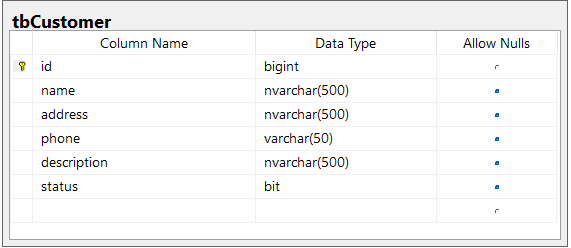 tbCustomer
Column Name Data Type Allow Nulls
id bigint
name nvarchar(500)
address nvarchar(500)
phone varchar(50)
description nvarchar(500)
status bit